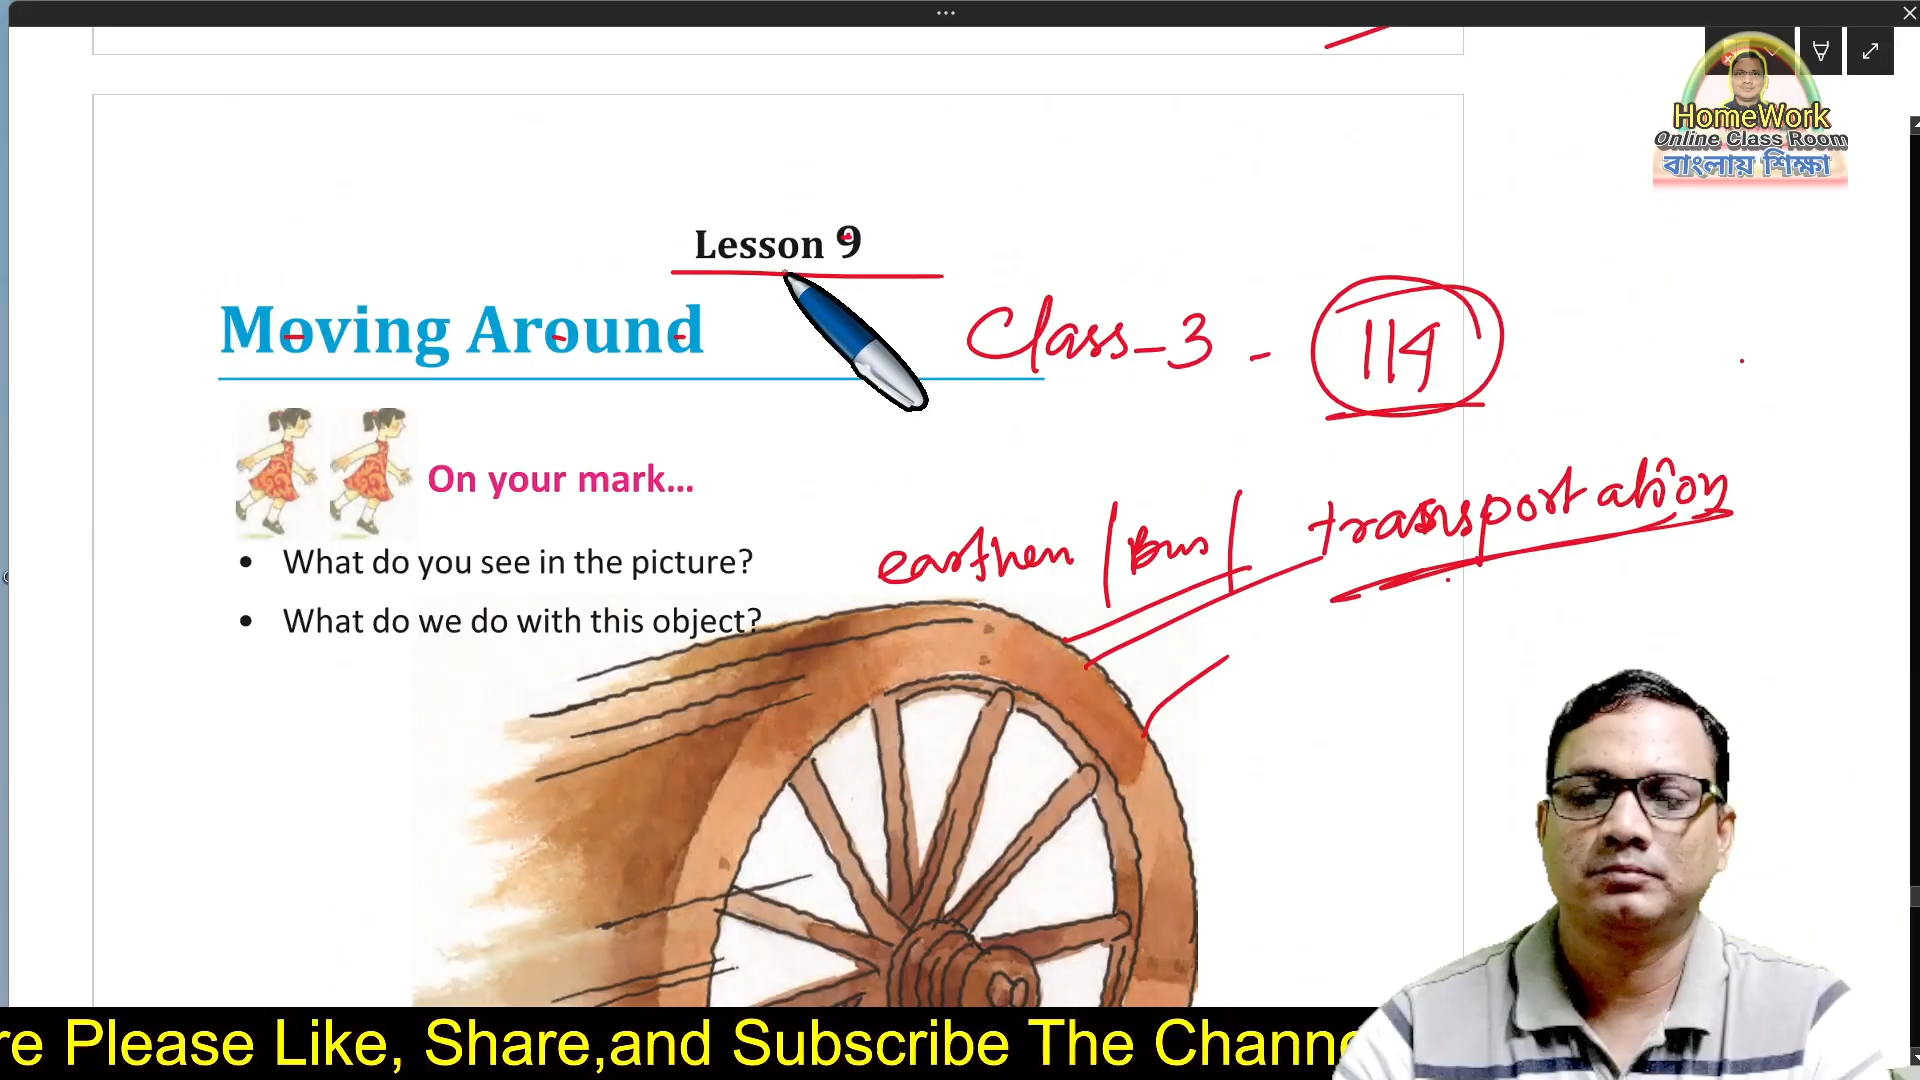 HomeWork
Online Class Room
বাংলায় শিক্ষা
Lesson 9
Moving Around
Class-3 - 114
On your mark...
earthen / Bus / transportation
• What do you see in the picture?
• What do we do with this object?
re Please Like, Share,and Subscribe The Chann